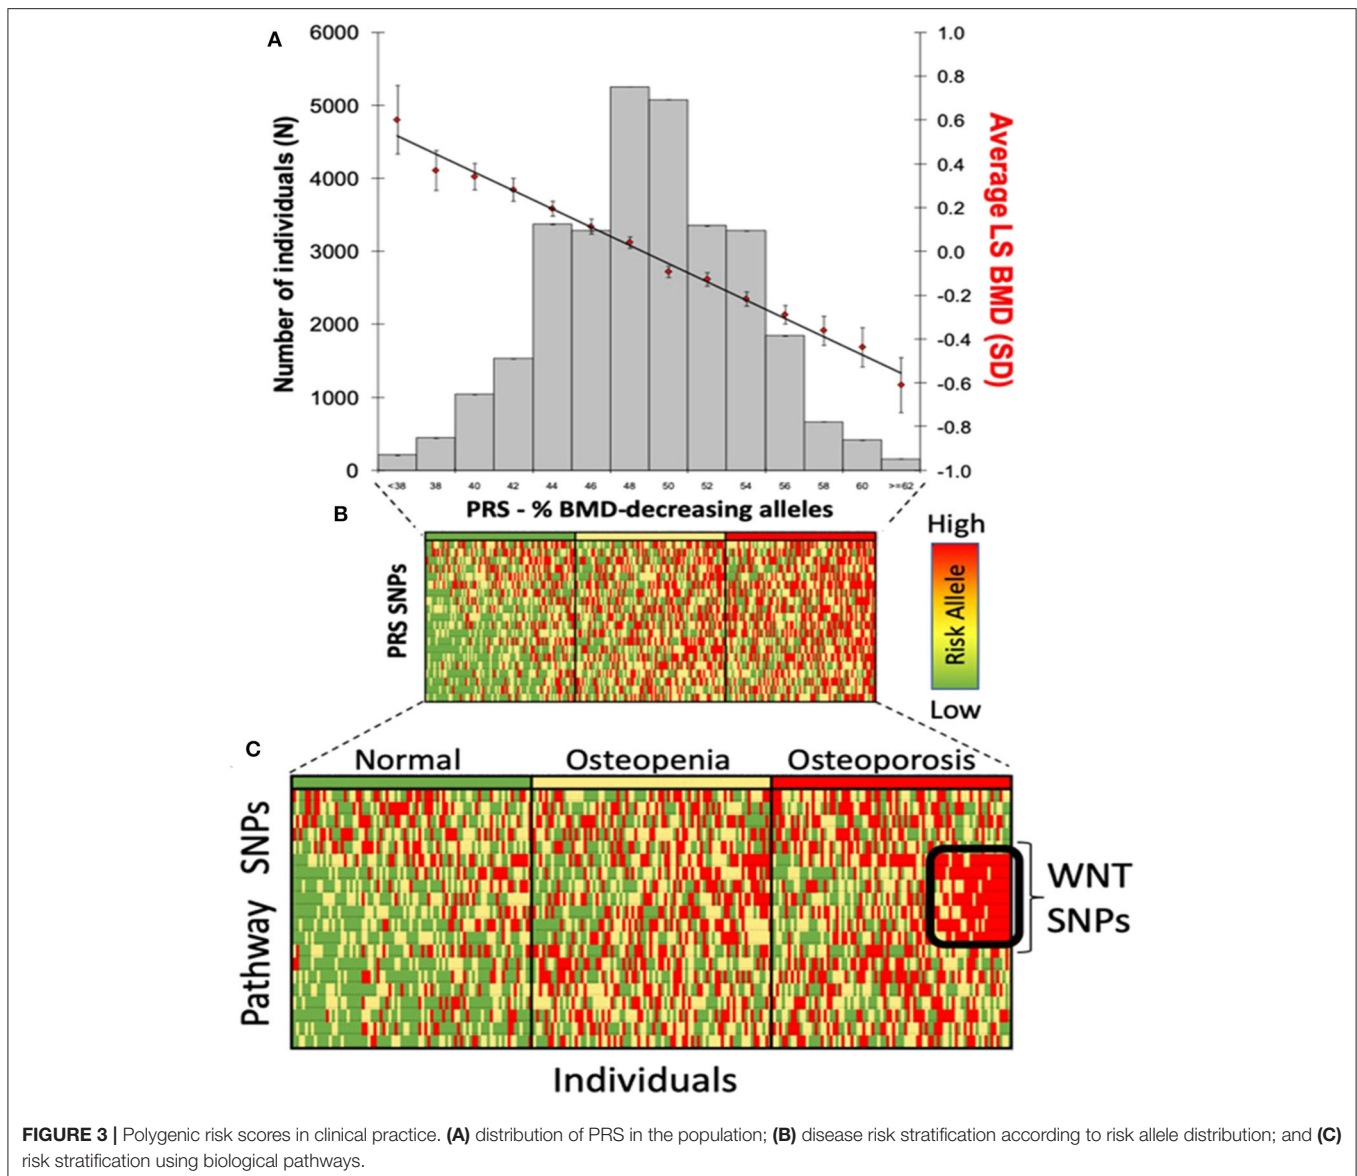 A
6000
5000
4000
3000
2000
1000
0
Number of individuals (N)
1.0
0.8
0.6
0.4
0.2
0.0
-0.2
-0.4
-0.6
-0.8
-1.0
Average LS BMD (SD)
<38 38 40 42 44 46 48 50 52 54 56 58 60 >=62
PRS - % BMD-decreasing alleles
B
PRS SNPs
High
Risk Allele
Low
C
Normal Osteopenia Osteoporosis
Pathway SNPs
WNT
SNPs
Individuals
FIGURE 3 | Polygenic risk scores in clinical practice. (A) distribution of PRS in the population; (B) disease risk stratification according to risk allele distribution; and (C)
risk stratification using biological pathways.